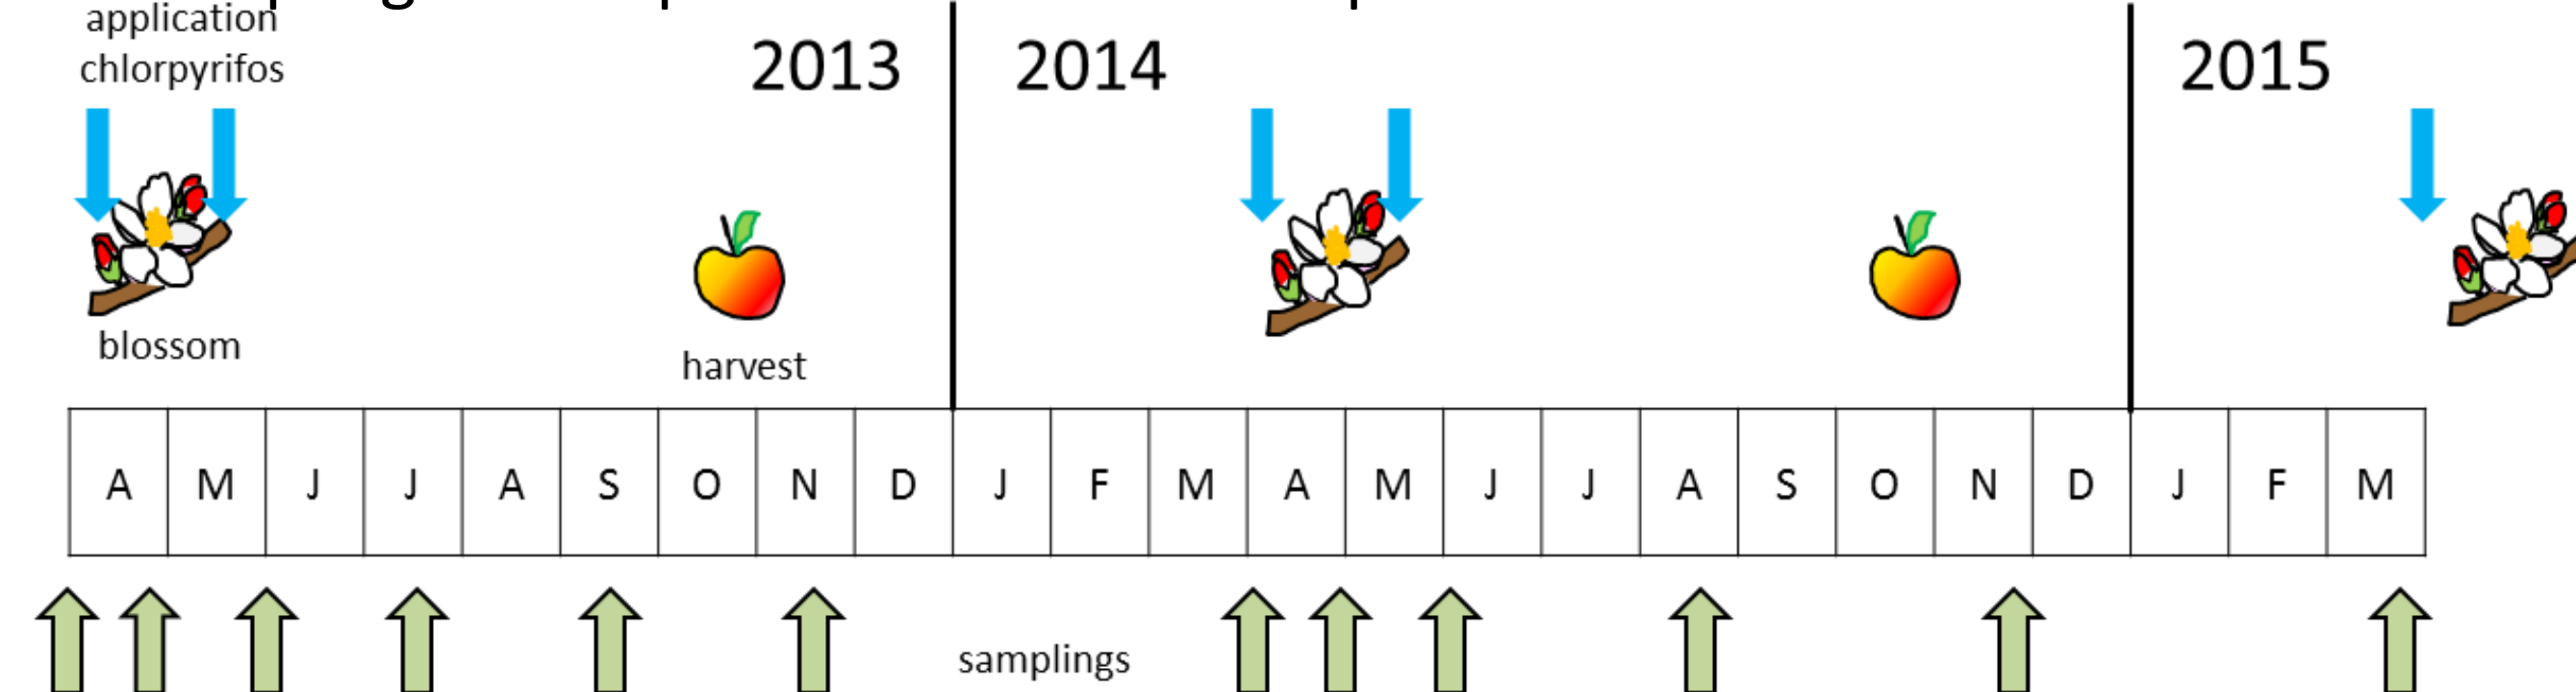 application
chlorpyrifos
2013
2014
2015
blossom
harvest
A M J J A S O N D J F M A M J J A S O N D J F M
samplings